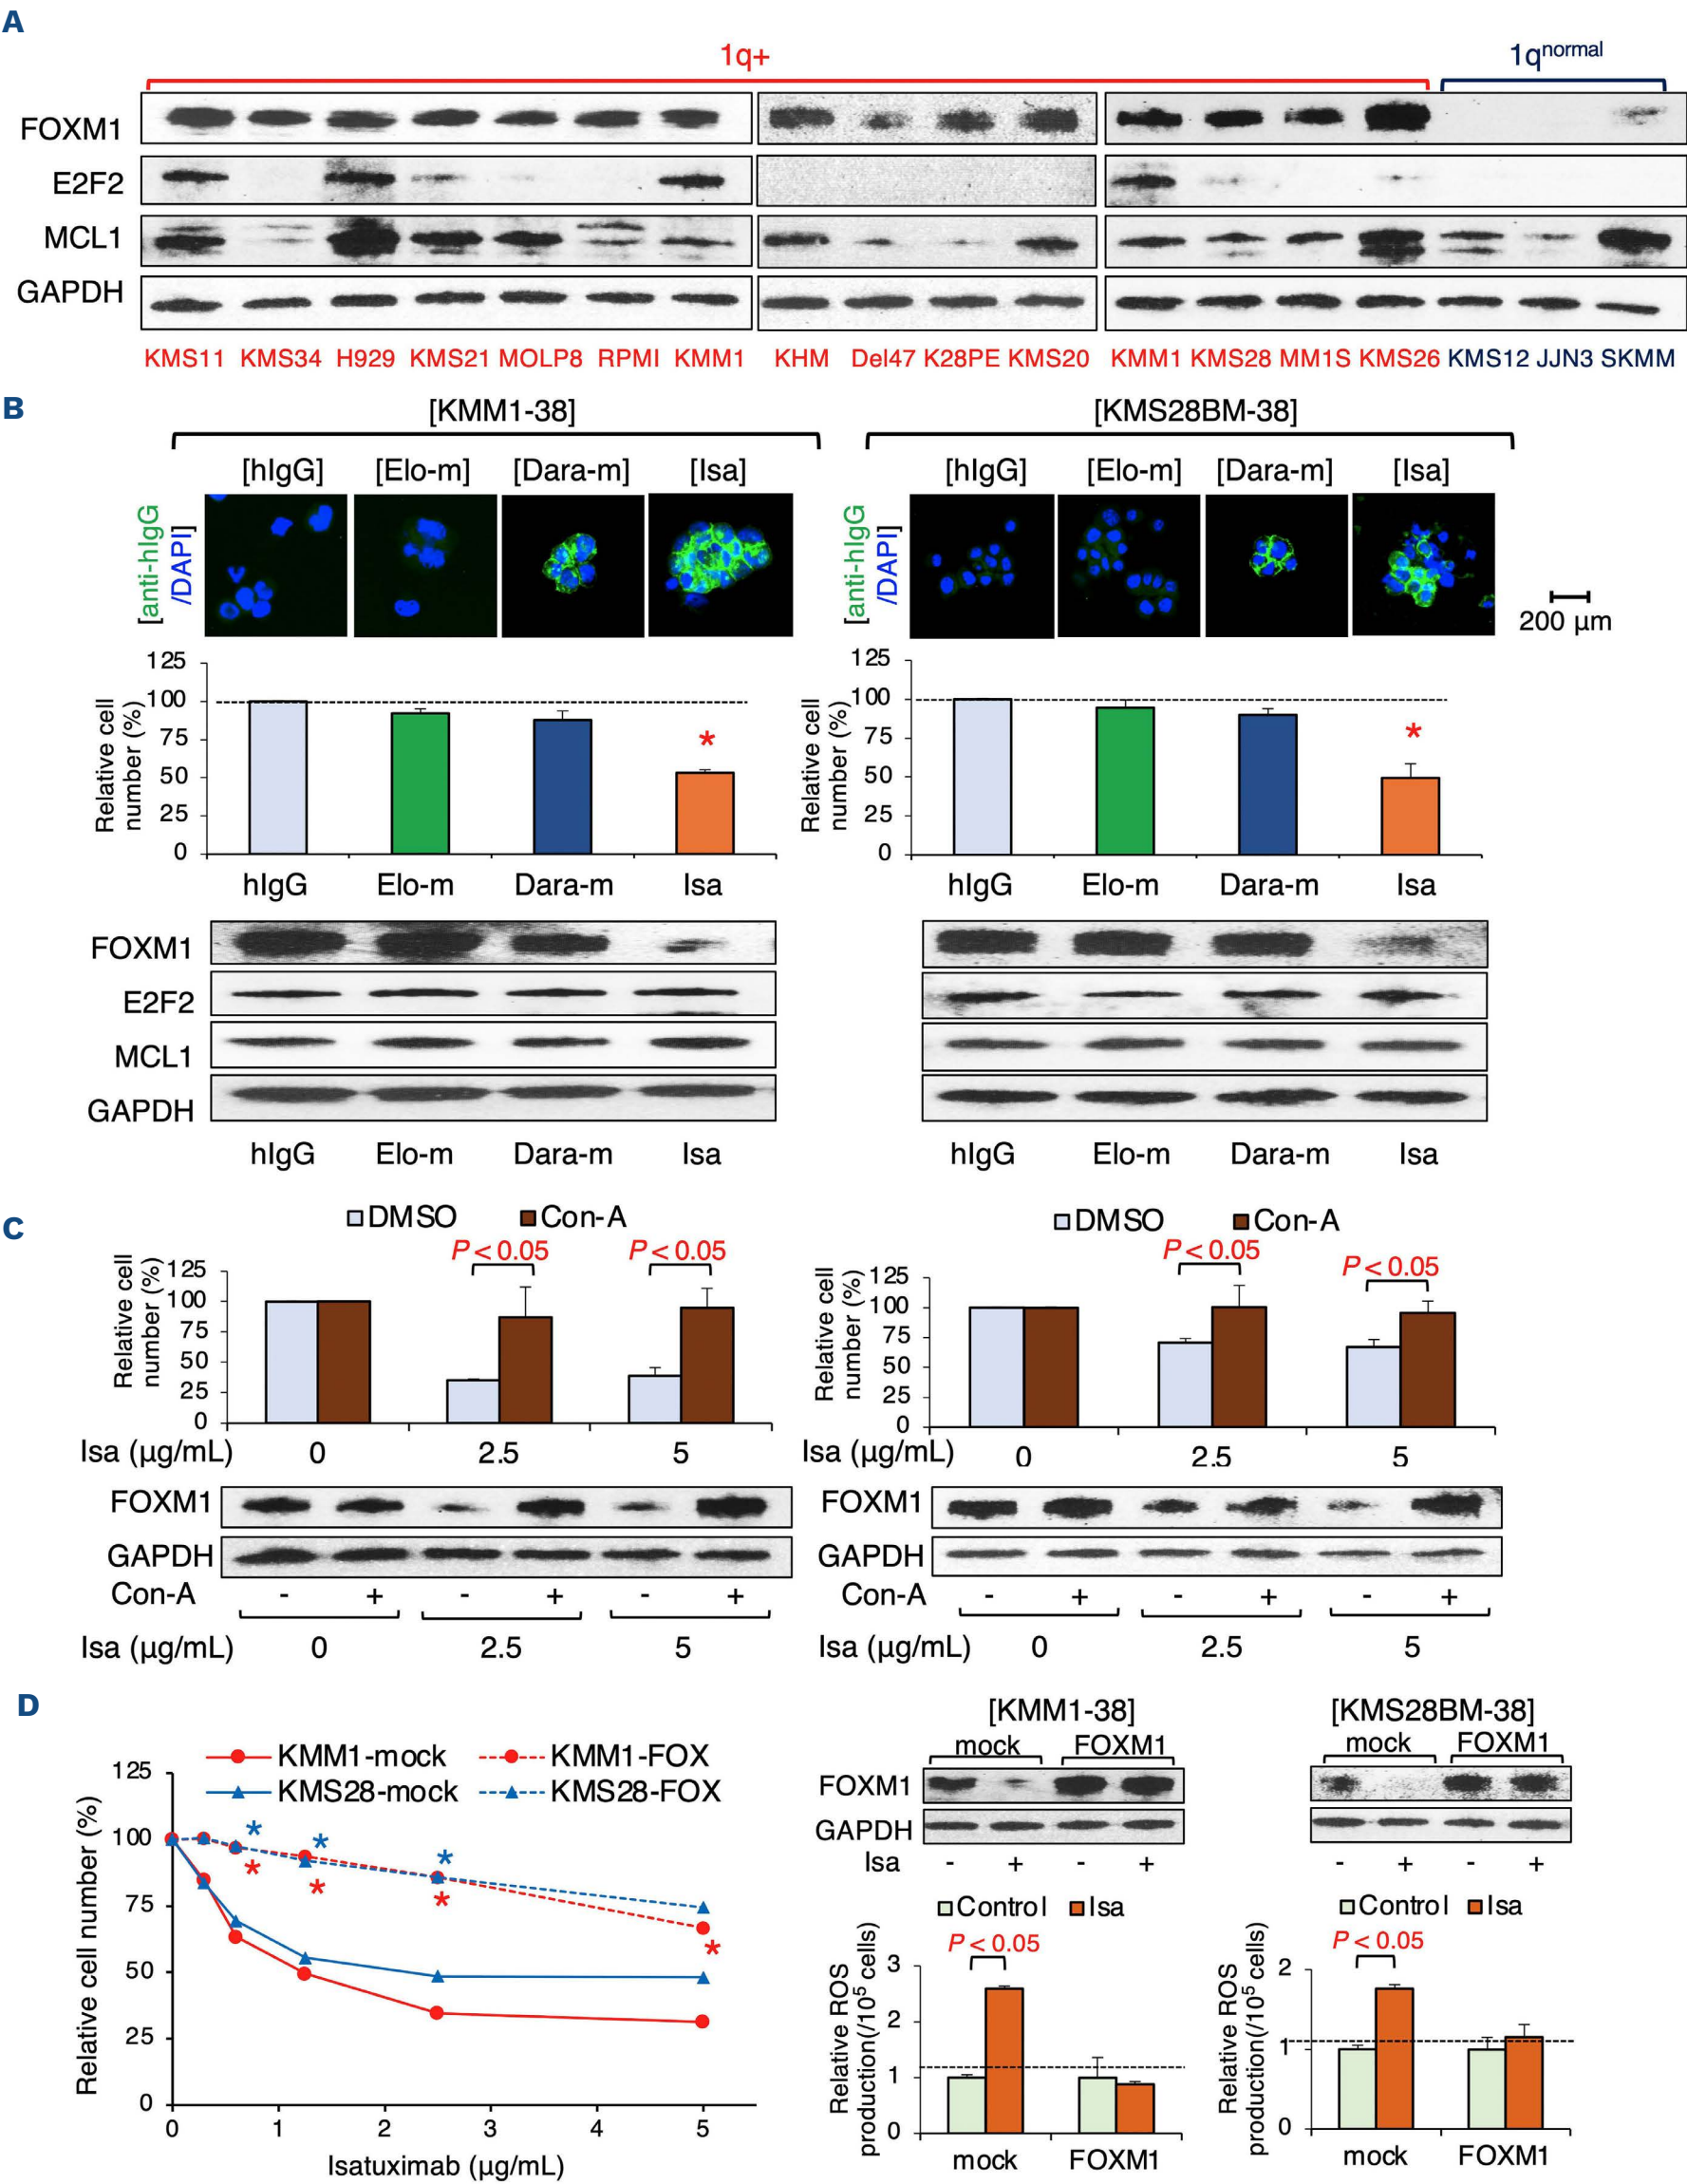 A
1q+ 1qnormal
FOXM1
E2F2
MCL1
GAPDH
KMS11 KMS34 H929 KMS21 MOLP8 RPMI KMM1 KHM Del47 K28PE KMS20 KMM1 KMS28 MM1S KMS26 KMS12 JJN3 SKMM
B
[KMM1-38] [KMS28BM-38]
[hIgG] [Elo-m] [Dara-m] [Isa] [hIgG] [Elo-m] [Dara-m] [Isa]
[anti-hIgG
/DAPI]
[anti-hIgG
/DAPI]
200 µm
Relative cell
number (%)
125
100
75
50
25
0
*
hIgG Elo-m Dara-m Isa
Relative cell
number (%)
125
100
75
50
25
0
*
hIgG Elo-m Dara-m Isa
FOXM1
E2F2
MCL1
GAPDH
hIgG Elo-m Dara-m Isa hIgG Elo-m Dara-m Isa
C
DMSO Con-A
P < 0.05 P < 0.05
Relative cell
number (%)
125
100
75
50
25
0
Isa (µg/mL) 0 2.5 5
FOXM1
GAPDH
Con-A - + - + - +
Isa (µg/mL) 0 2.5 5
DMSO Con-A
P < 0.05 P < 0.05
Relative cell
number (%)
125
100
75
50
25
0
Isa (µg/mL) 0 2.5 5
FOXM1
GAPDH
Con-A - + - + - +
Isa (µg/mL) 0 2.5 5
D
KMM1-mock KMM1-FOX
KMS28-mock KMS28-FOX
Relative cell number (%)
125
100
75
50
25
0
* * *
* * * *
0 1 2 3 4 5
Isatuximab (µg/mL)
[KMM1-38] [KMS28BM-38]
mock FOXM1 mock FOXM1
FOXM1
GAPDH
Isa - + - + - + - +
Control Isa
P < 0.05
Relative ROS
production(/10⁵ cells)
3
2
1
0
mock FOXM1
Control Isa
P < 0.05
Relative ROS
production(/10⁵ cells)
2
1
0
mock FOXM1